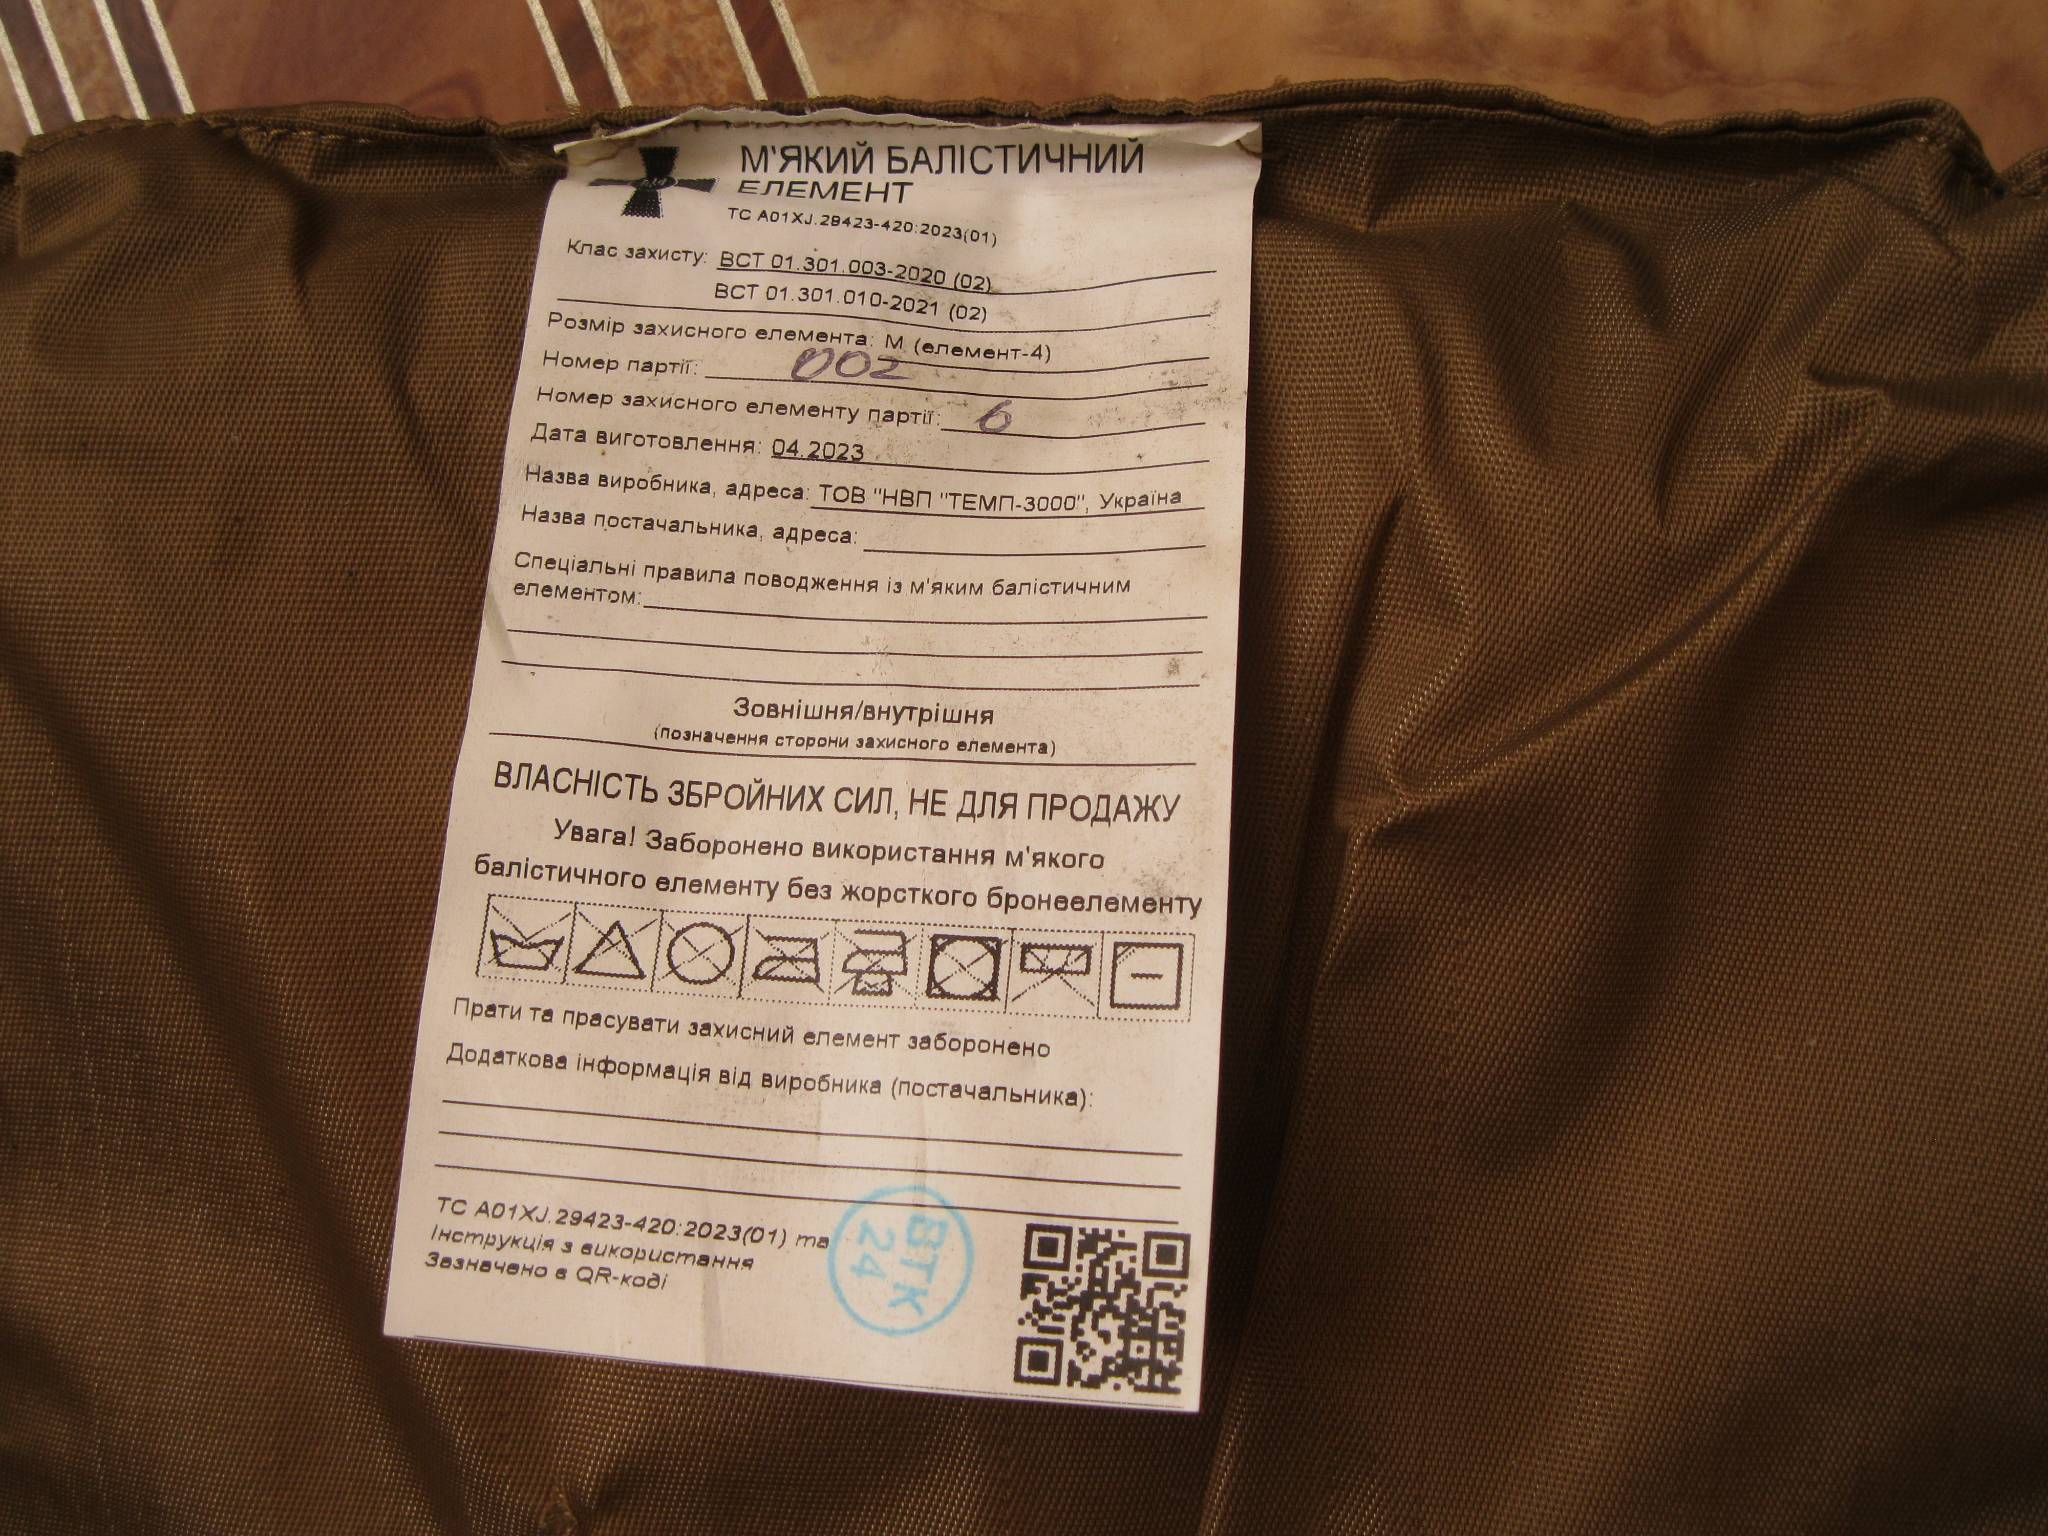 М'ЯКИЙ БАЛІСТИЧНИЙ
ЕЛЕМЕНТ
ТС А01XJ.29423-420:2023(01)
Клас захисту: ВСТ 01.301.003-2020 (02)
ВСТ 01.301.010-2021 (02)
Розмір захисного елемента: М (елемент-4)
Номер партії: 002
Номер захисного елементу партії: 6
Дата виготовлення: 04.2023
Назва виробника, адреса: ТОВ "НВП "ТЕМП-3000", Україна
Назва постачальника, адреса:
Спеціальні правила поводження із м'яким балістичним
елементом:
Зовнішня/внутрішня
(позначення сторони захисного елемента)
ВЛАСНІСТЬ ЗБРОЙНИХ СИЛ, НЕ ДЛЯ ПРОДАЖУ
Увага! Заборонено використання м'якого
балістичного елементу без жорсткого бронеелементу
Прати та прасувати захисний елемент заборонено
Додаткова інформація від виробника (постачальника):
ТС А01XJ.29423-420:2023(01) та
Інструкція з використання
Зазначено в QR-коді
ВТК
24